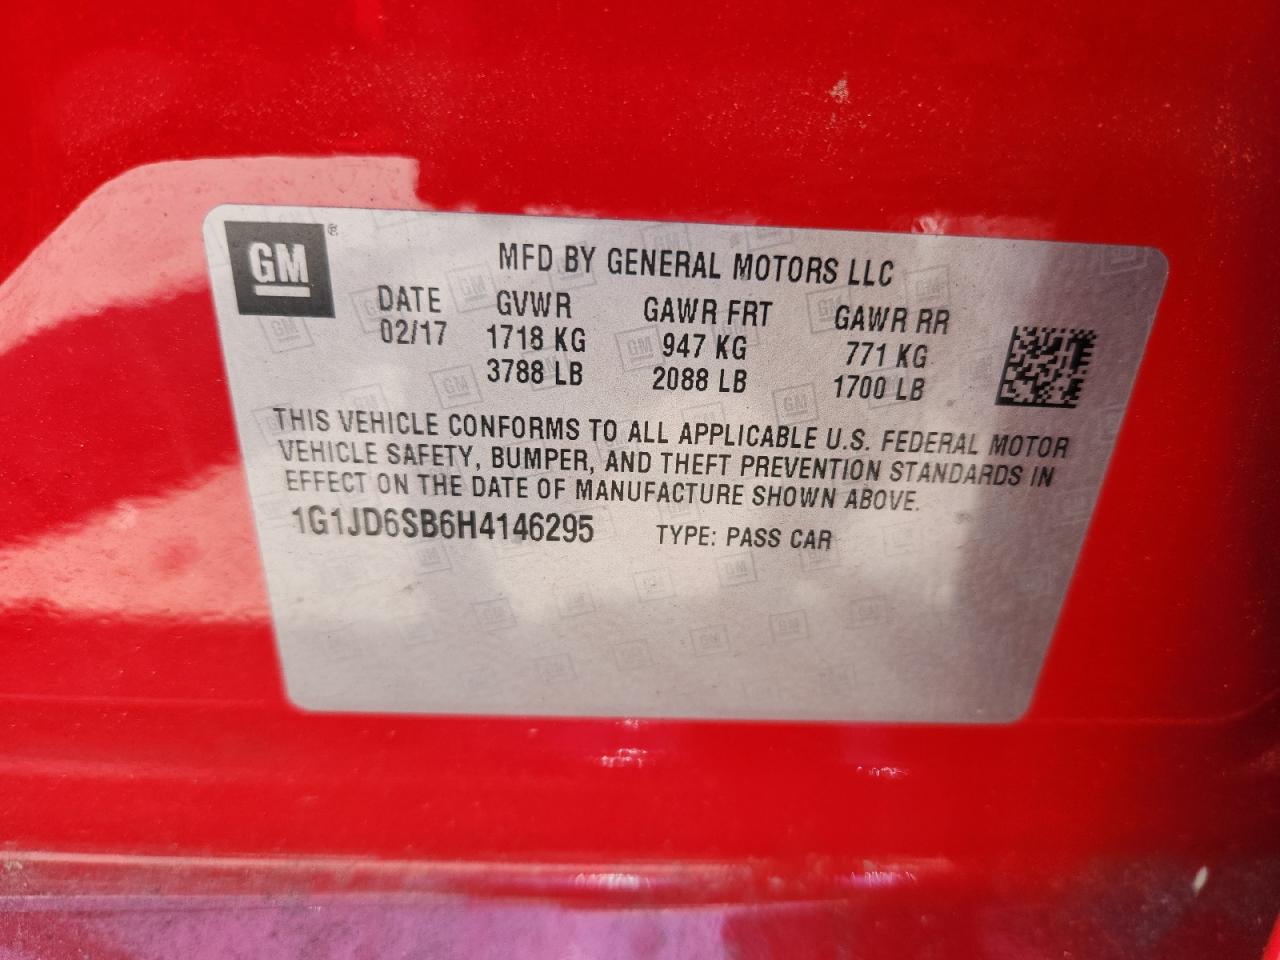 GM®
MFD BY GENERAL MOTORS LLC
DATE GVWR GAWR FRT GAWR RR
02/17 1718 KG 947 KG 771 KG
3788 LB 2088 LB 1700 LB
THIS VEHICLE CONFORMS TO ALL APPLICABLE U.S. FEDERAL MOTOR
VEHICLE SAFETY, BUMPER, AND THEFT PREVENTION STANDARDS IN
EFFECT ON THE DATE OF MANUFACTURE SHOWN ABOVE.
1G1JD6SB6H4146295 TYPE: PASS CAR